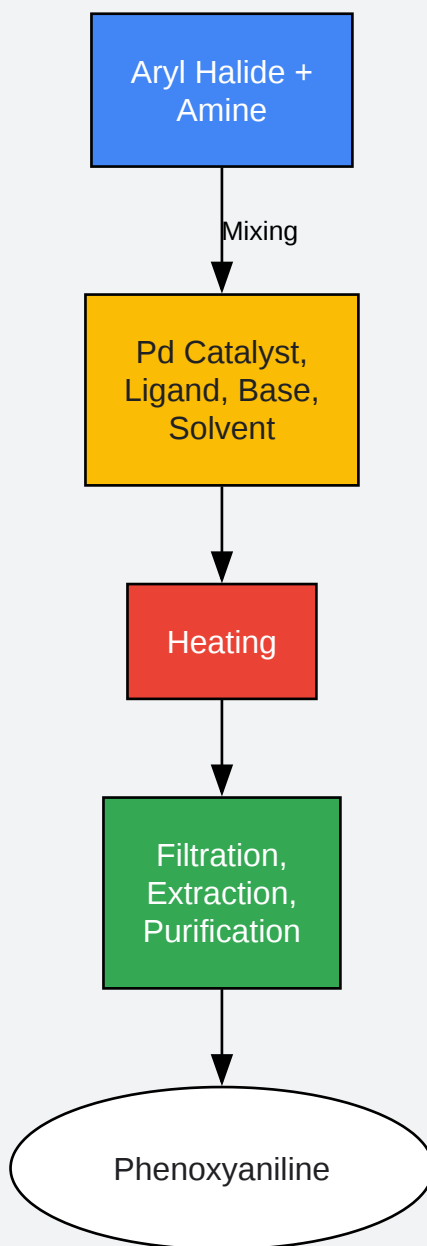 Aryl Halide +
Amine
Mixing
Pd Catalyst,
Ligand, Base,
Solvent
Heating
Filtration,
Extraction,
Purification
Phenoxyaniline